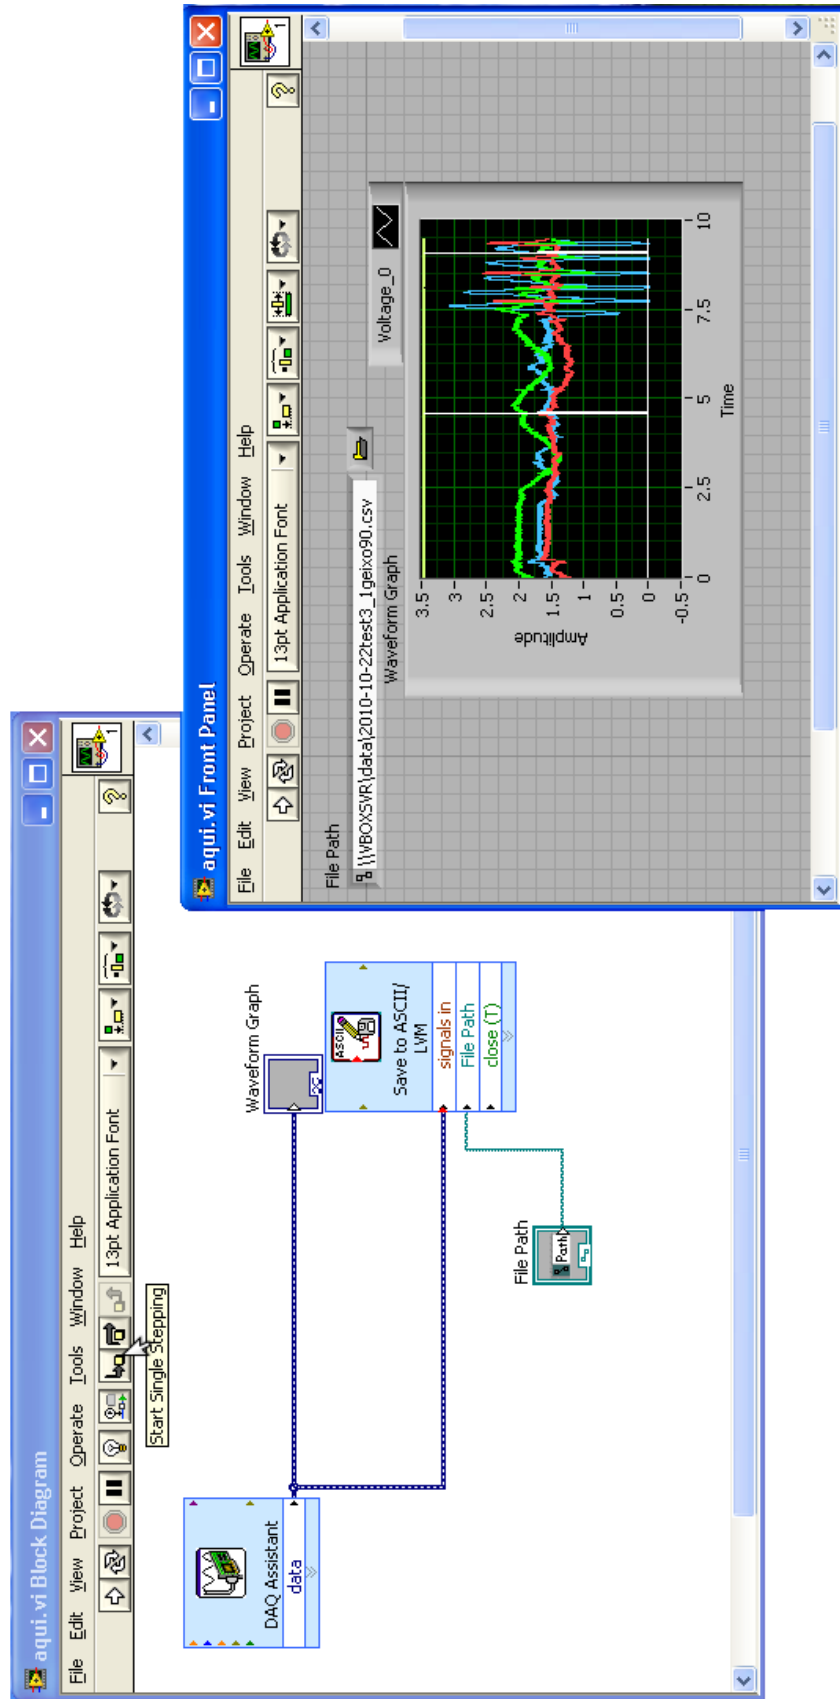 aqui.vi Block Diagram
File Edit View Project Operate Tools Window Help
13pt Application Font
1
Start Single Stepping
DAQ Assistant
data
Waveform Graph
ASCII
Save to ASCII/
LVM
signals in
File Path
close (T)
File Path
Path
aqui.vi Front Panel
File Edit View Project Operate Tools Window Help
13pt Application Font
1
File Path
\\VBOXSVR\data\2010-10-22test3_1geixo90.csv
Waveform Graph
Voltage_0
Amplitude
3.5
3
2.5
2
1.5
1
0.5
0
-0.5
0 2.5 5 7.5 10
Time